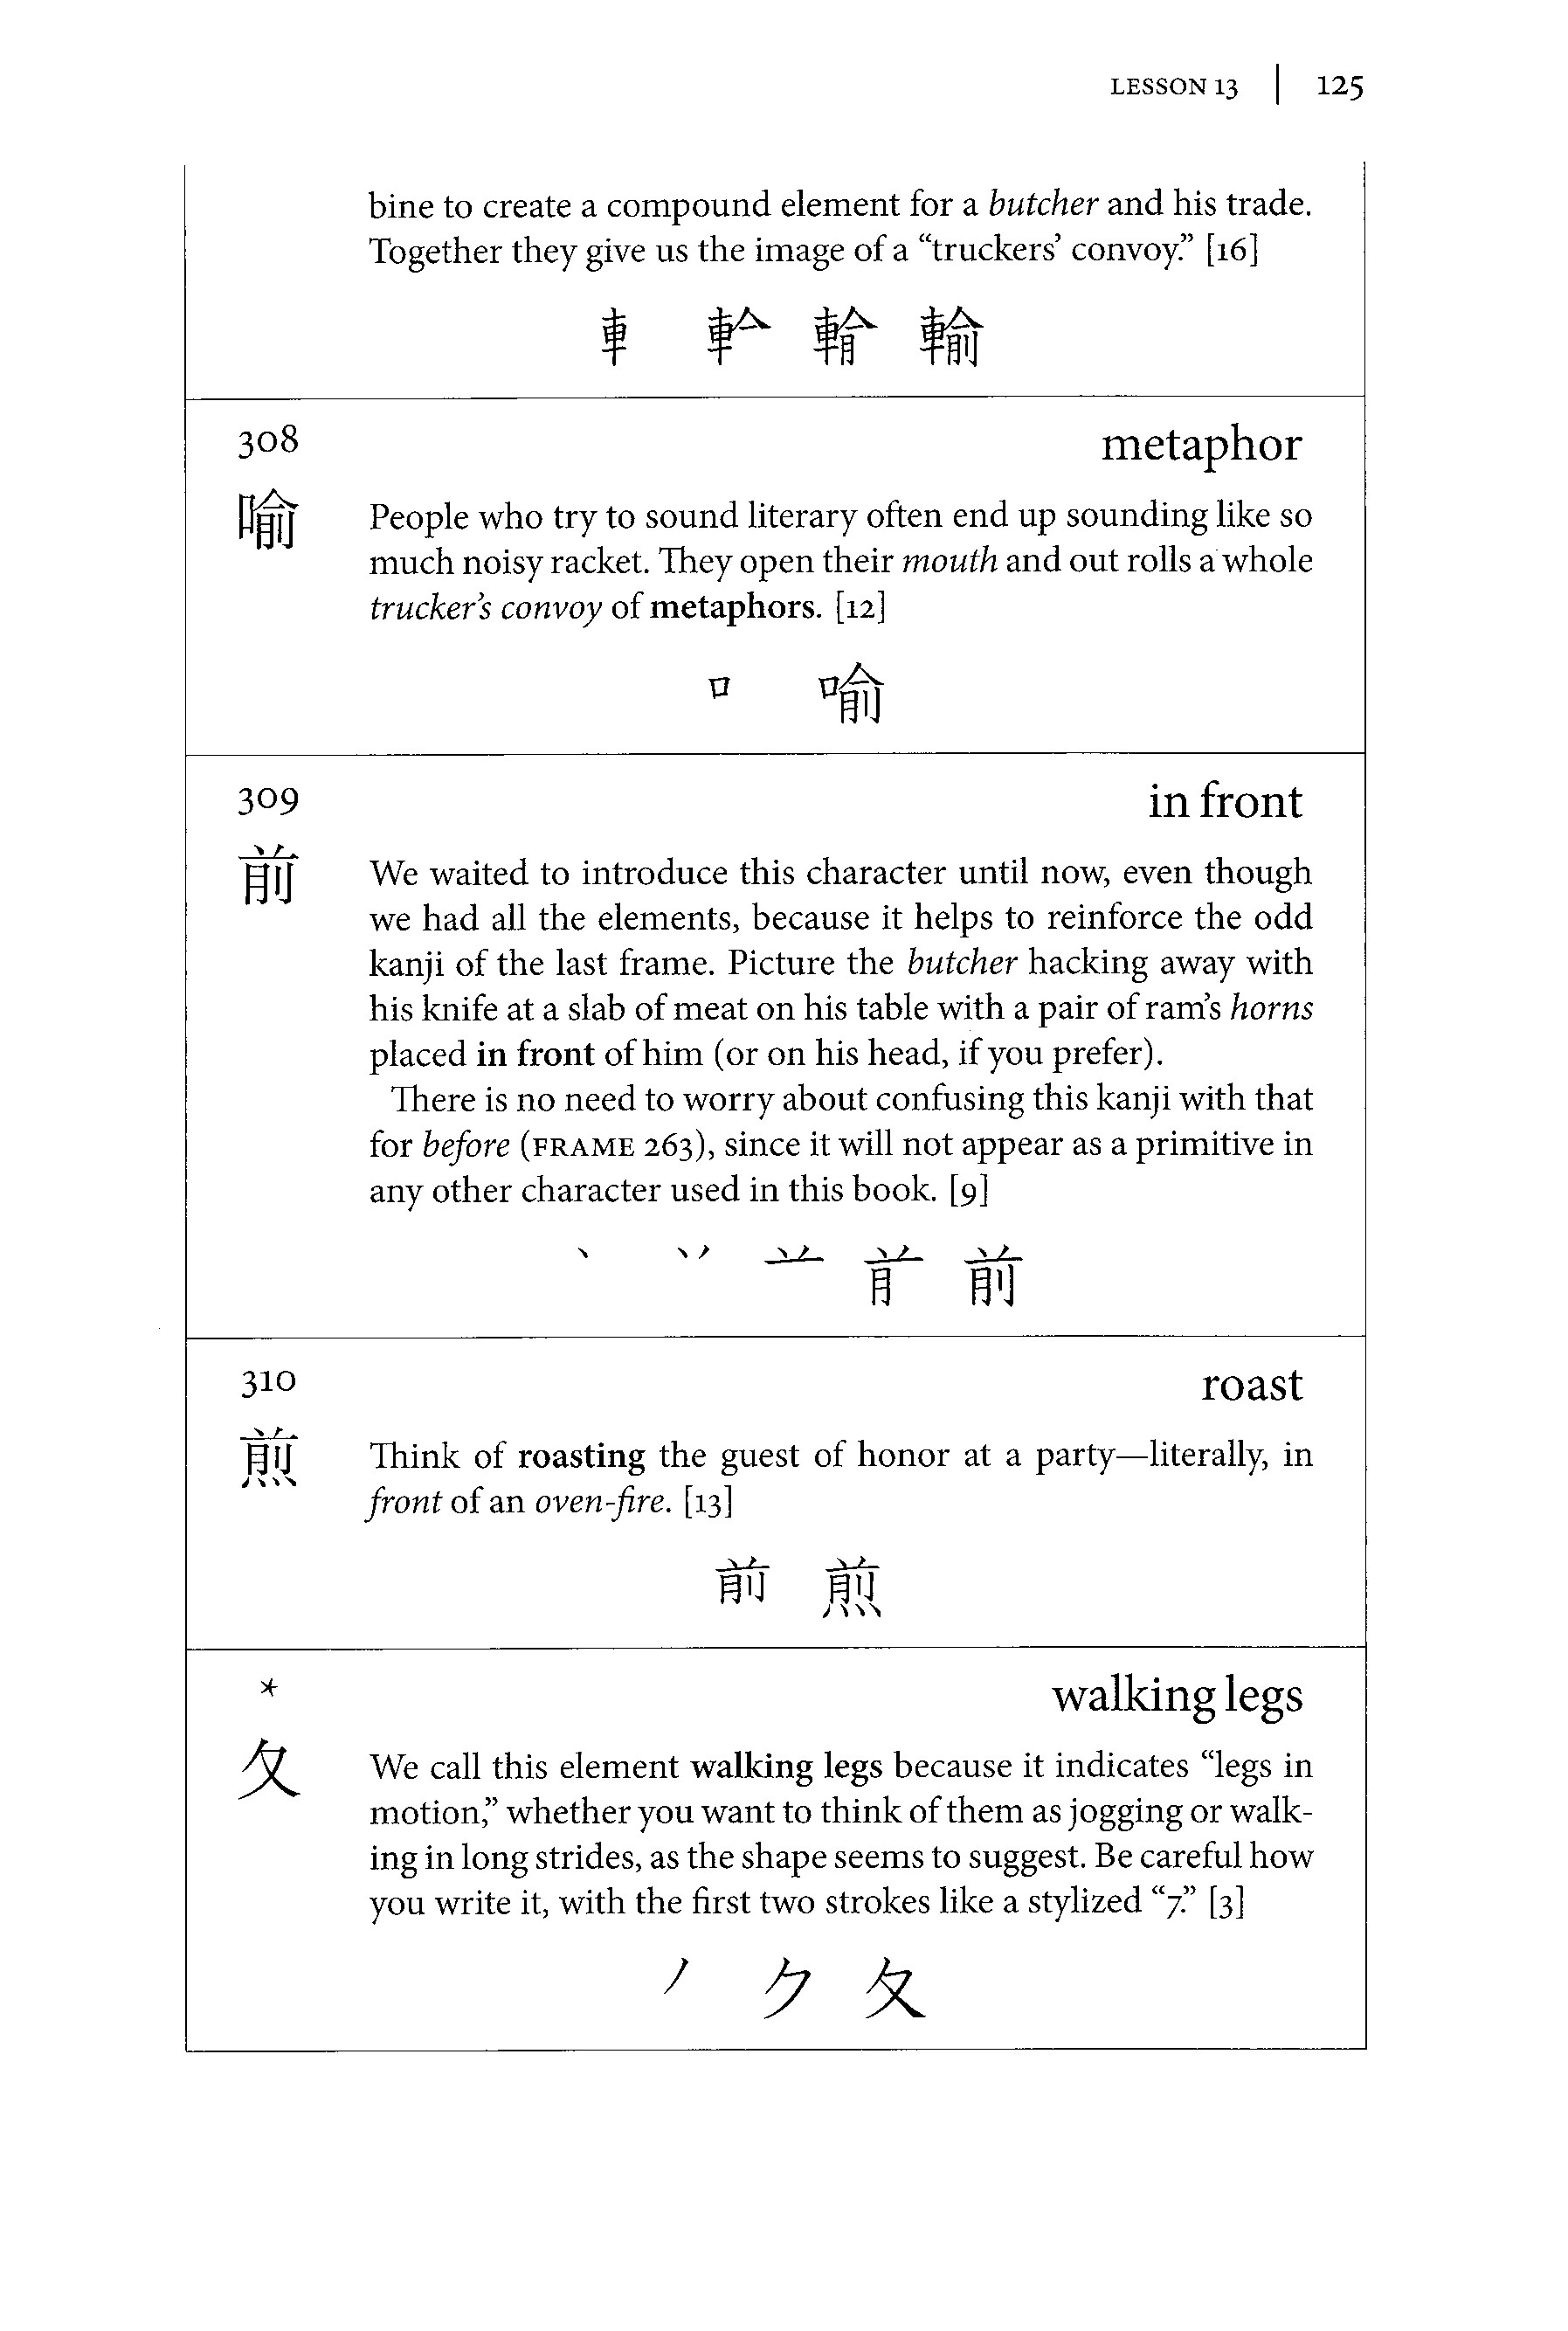 LESSON 13 | 125
bine to create a compound element for a butcher and his trade.
Together they give us the image of a “truckers’ convoy.” [16]
車 輸
308 metaphor
喩 People who try to sound literary often end up sounding like so
much noisy racket. They open their mouth and out rolls a whole
trucker’s convoy of metaphors. [12]
口 喩
309 in front
前 We waited to introduce this character until now, even though
we had all the elements, because it helps to reinforce the odd
kanji of the last frame. Picture the butcher hacking away with
his knife at a slab of meat on his table with a pair of ram’s horns
placed in front of him (or on his head, if you prefer).
There is no need to worry about confusing this kanji with that
for before (FRAME 263), since it will not appear as a primitive in
any other character used in this book. [9]
丶 丷 䒑 前
310 roast
煎 Think of roasting the guest of honor at a party—literally, in
front of an oven-fire. [13]
前 煎
* walking legs
夂 We call this element walking legs because it indicates “legs in
motion,” whether you want to think of them as jogging or walk-
ing in long strides, as the shape seems to suggest. Be careful how
you write it, with the first two strokes like a stylized “7.” [3]
丿 ク 夂